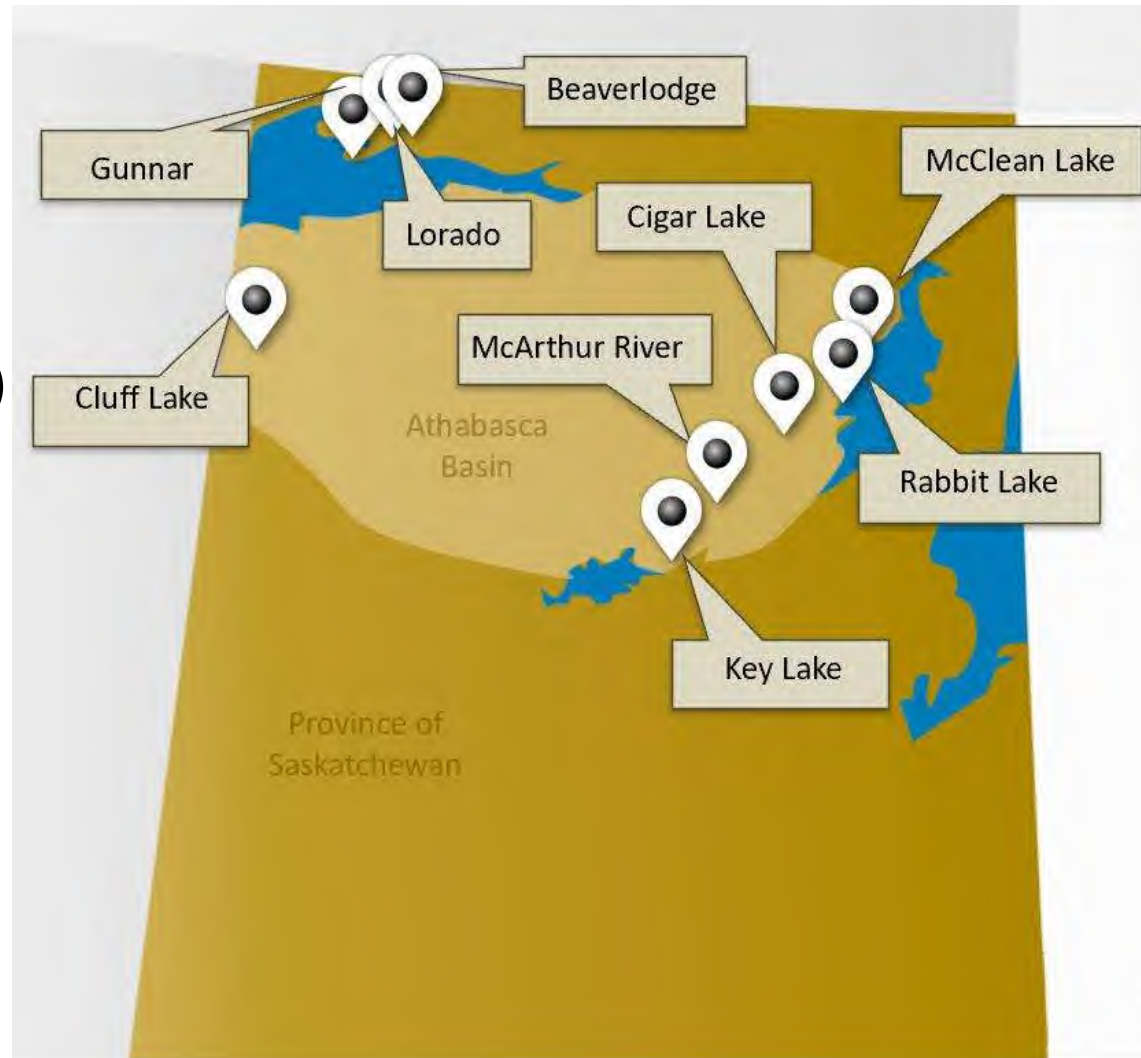 Beaverlodge
Gunnar
McClean Lake
Cigar Lake
Lorado
McArthur River
Cluff Lake
Athabasca
Basin
Rabbit Lake
Key Lake
Province of
Saskatchewan